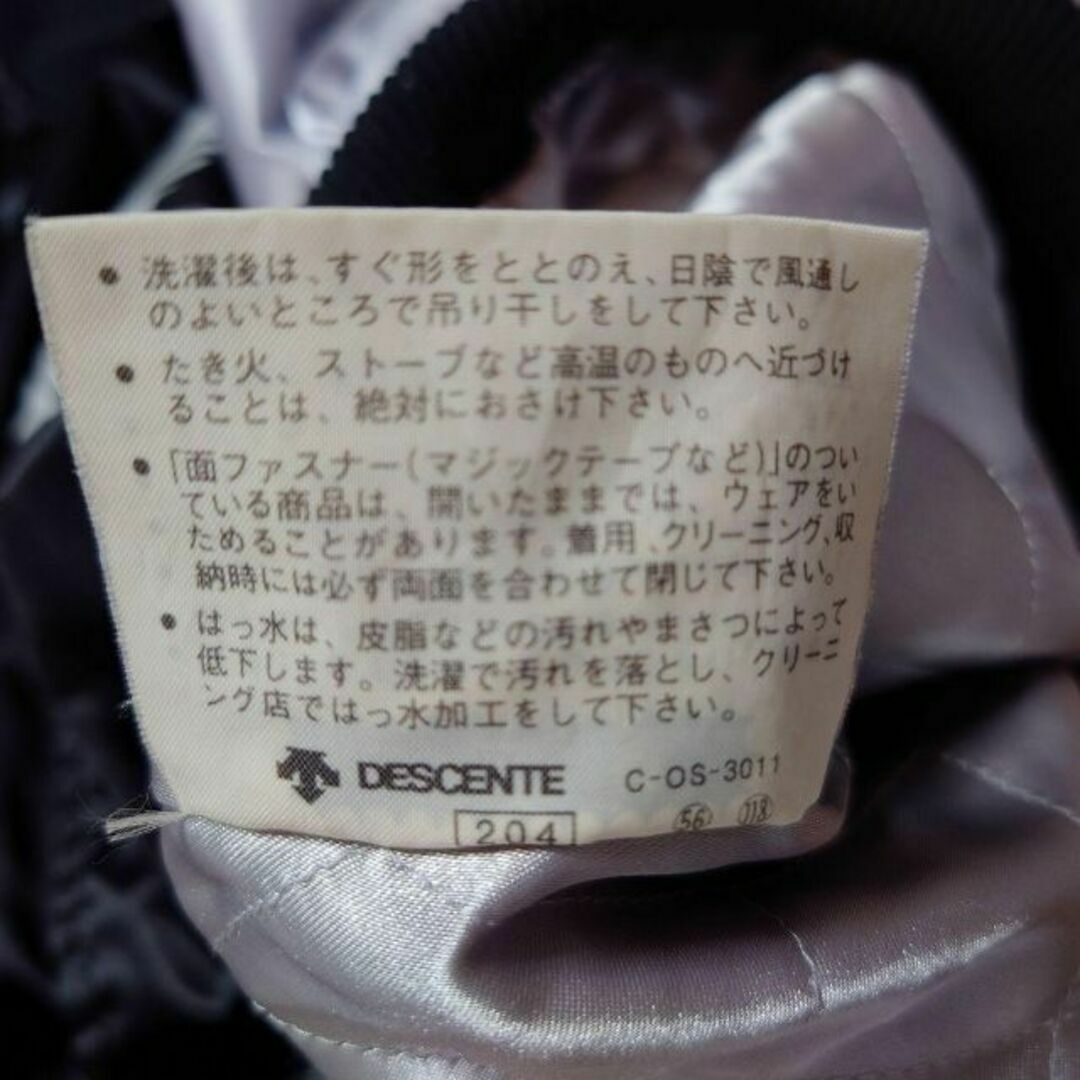 • 洗濯後は、すぐ形をととのえ、日陰で風通し
のよいところで吊り干しをして下さい。
• たき火、ストーブなど高温のものへ近づけ
ることは、絶対におさけ下さい。
• 「面ファスナー(マジックテープなど)」のつい
ている商品は、開いたままでは、ウェアをい
ためることがあります。着用、クリーニング、収
納時には必ず両面を合わせて閉じて下さい。
• はっ水は、皮脂などの汚れやまさつによって
低下します。洗濯で汚れを落とし、クリーニ
ング店ではっ水加工をして下さい。
DESCENTE C-OS-3011
204 56 118